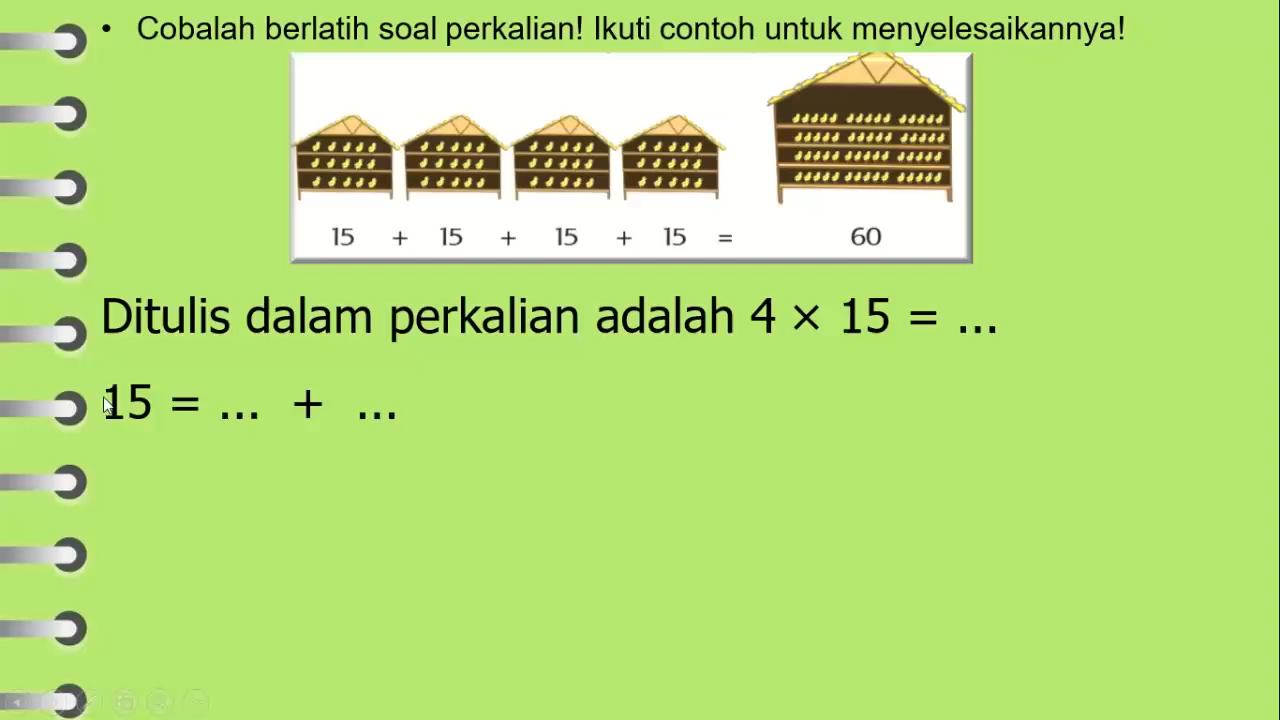 • Cobalah berlatih soal perkalian! Ikuti contoh untuk menyelesaikannya!
15 + 15 + 15 + 15 = 60
Ditulis dalam perkalian adalah 4 × 15 = ...
15 = ... + ...